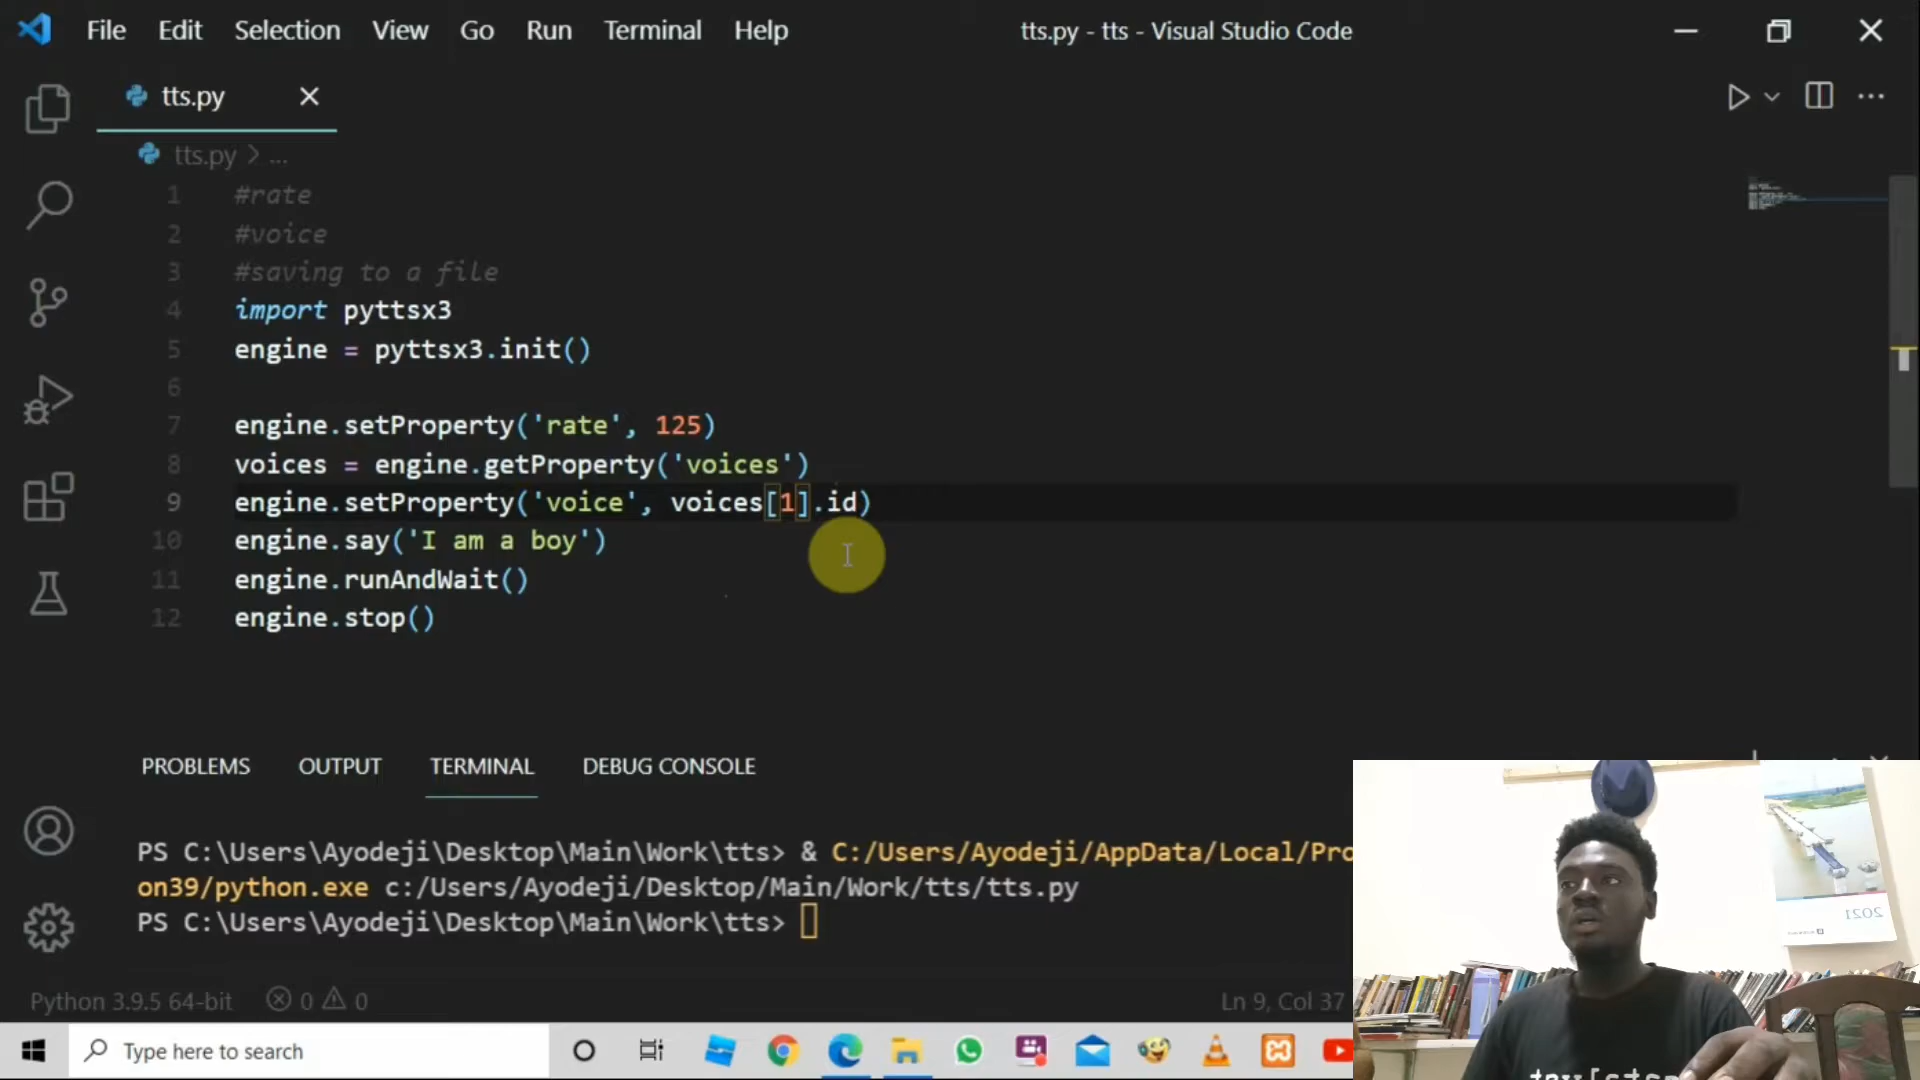 File Edit Selection View Go Run Terminal Help
tts.py - tts - Visual Studio Code
tts.py
tts.py > ...
1 #rate
2 #voice
3 #saving to a file
4 import pyttsx3
5 engine = pyttsx3.init()
6
7 engine.setProperty('rate', 125)
8 voices = engine.getProperty('voices')
9 engine.setProperty('voice', voices[1].id)
10 engine.say('I am a boy')
11 engine.runAndWait()
12 engine.stop()
PROBLEMS OUTPUT TERMINAL DEBUG CONSOLE
PS C:\Users\Ayodeji\Desktop\Main\Work\tts> & C:/Users/Ayodeji/AppData/Local/Pro
on39/python.exe c:/Users/Ayodeji/Desktop/Main/Work/tts/tts.py
PS C:\Users\Ayodeji\Desktop\Main\Work\tts>
2021
Python 3.9.5 64-bit 0 0
Ln 9, Col 37
Type here to search